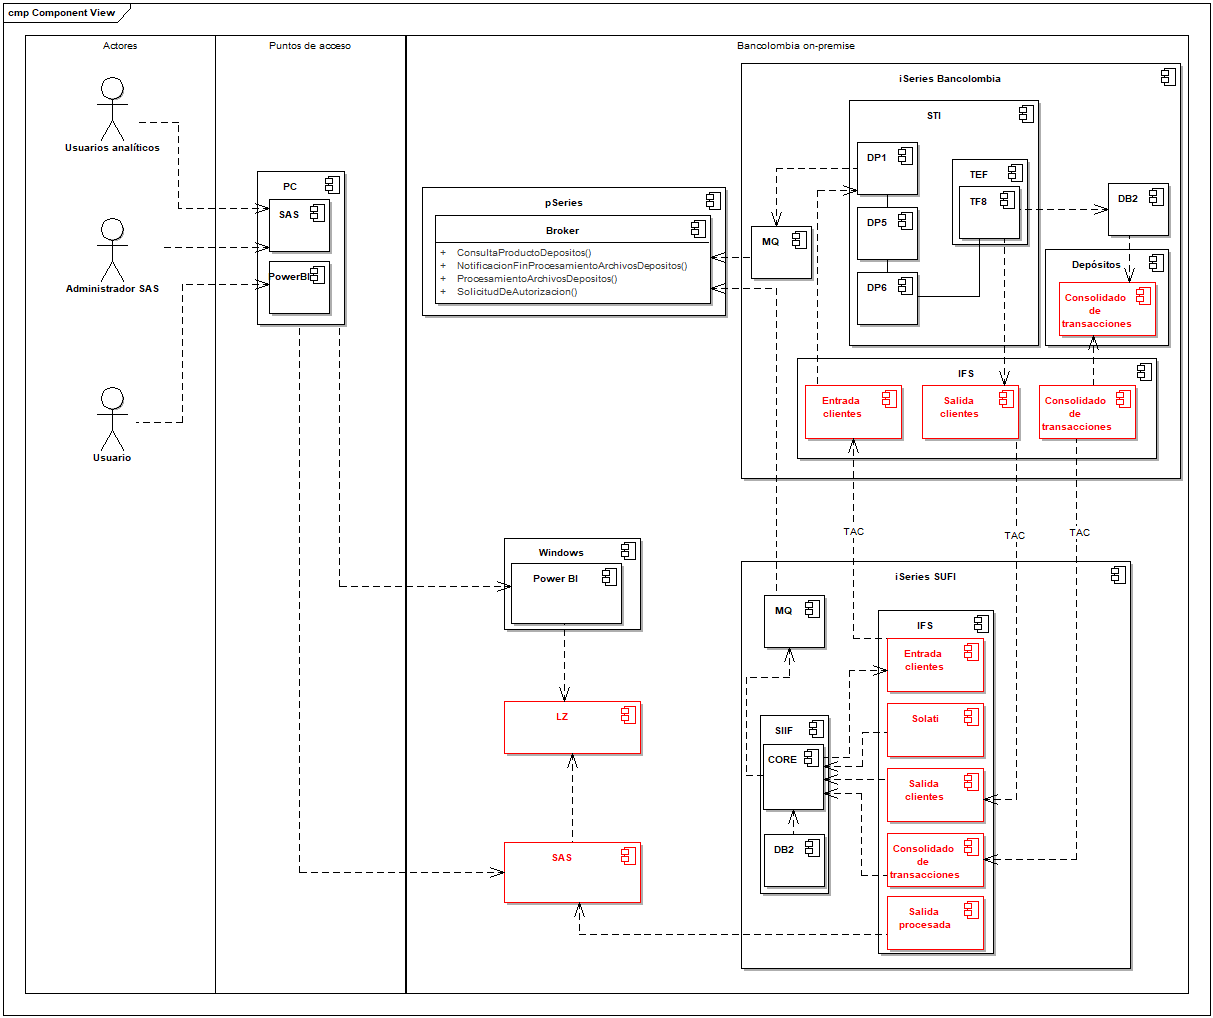 cmp Component View
Actores
Puntos de acceso
Bancolombia on-premise
Usuarios analíticos
Administrador SAS
Usuario
PC
SAS
PowerBI
pSeries
Broker
+ ConsultaProductoDepositos()
+ NotificacionFinProcesamientoArchivosDepositos()
+ ProcesamientoArchivosDepositos()
+ SolicitudDeAutorizacion()
iSeries Bancolombia
STI
DP1
DP5
DP6
TEF
TF8
MQ
DB2
Depósitos
Consolidado
de
transacciones
IFS
Entrada
clientes
Salida
clientes
Consolidado
de
transacciones
TAC
TAC
TAC
Windows
Power BI
LZ
SAS
iSeries SUFI
MQ
SIIF
CORE
DB2
IFS
Entrada
clientes
Solati
Salida
clientes
Consolidado
de
transacciones
Salida
procesada